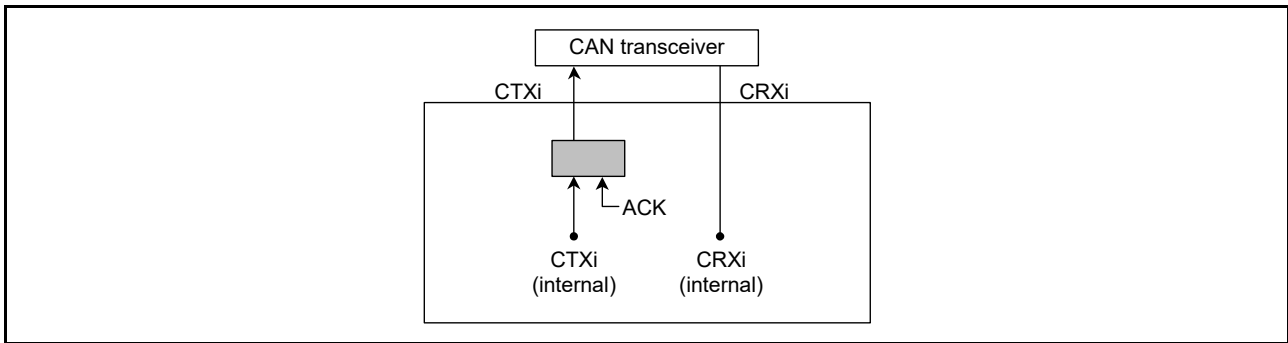 CAN transceiver
CTXi CRXi
ACK
CTXi CRXi
(internal) (internal)